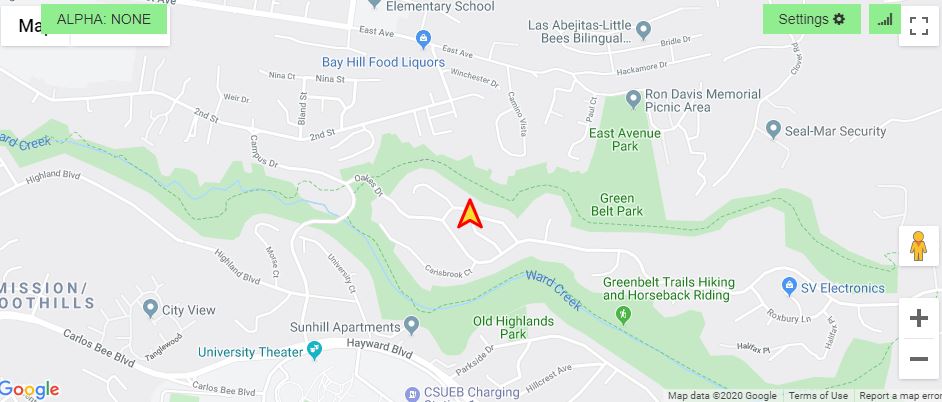 Elementary School
ALPHA: NONE
Settings
Map
East Ave
Las Abejitas-Little
Bees Bilingual...
East Ave
Bridle Dr
Bay Hill Food Liquors
Winchester Dr
Hackamore Dr
Nina Ct
Nina St
Weir Dr
Bland St
2nd St
2nd St
Camino Vista
Paul Ct
Ron Davis Memorial
Picnic Area
East Avenue
Park
Seal-Mar Security
Ward Creek
Campus Dr
Highland Blvd
Oakes Dr
Green
Belt Park
Highland Blvd
Morse Ct
University Ct
Carisbrook Ct
Ward Creek
Greenbelt Trails Hiking
and Horseback Riding
SV Electronics
MISSION/
FOOTHILLS
City View
Roxbury Ln
Sunhill Apartments
Old Highlands
Park
Carlos Bee Blvd
Tanglewood
University Theater
Hayward Blvd
Halifax Pl
Halifax Pl
Parkside Dr
Hillcrest Ave
Carlos Bee Blvd
Google
CSUEB Charging
Map data ©2020 Google
Terms of Use
Report a map error